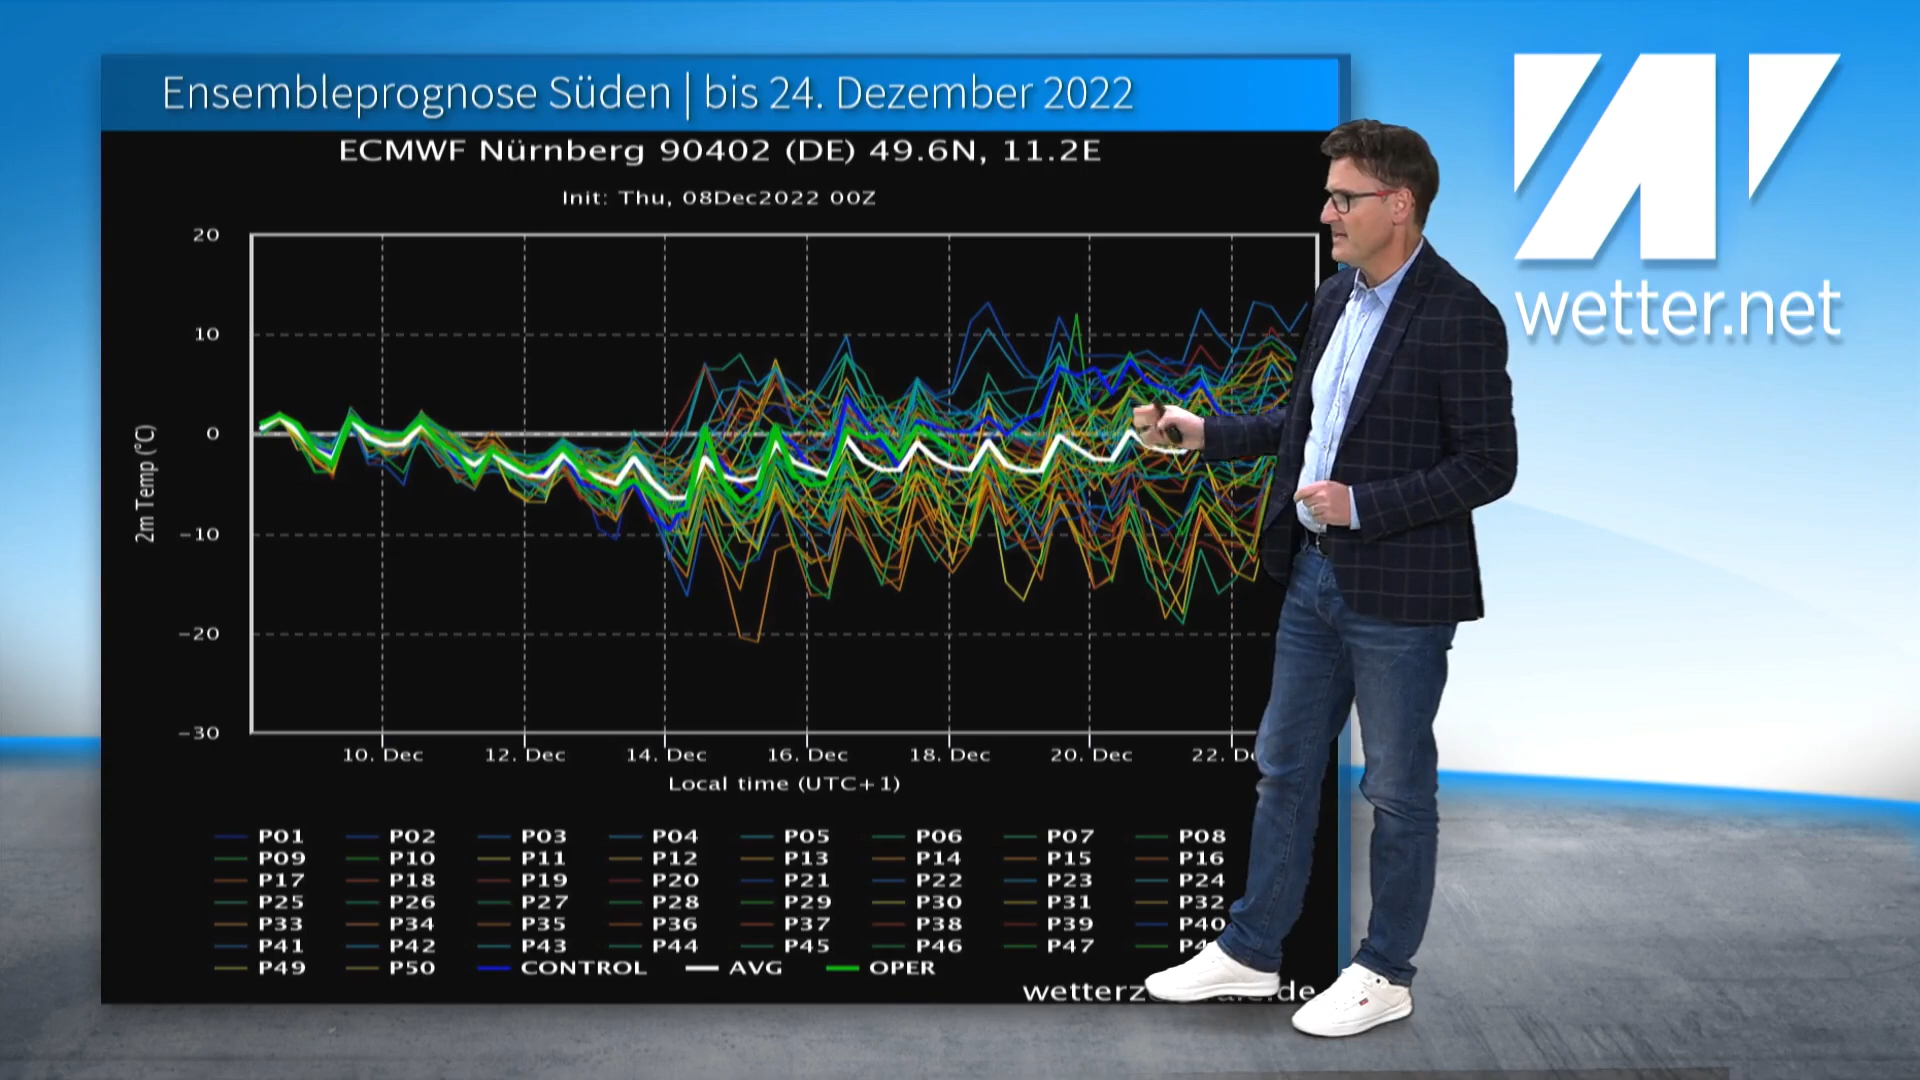 Ensembleprognose Süden | bis 24. Dezember 2022
wetter.net
ECMWF Nürnberg 90402 (DE) 49.6N, 11.2E
Init: Thu, 08Dec2022 00Z
20
10
0
−10
−20
−30
2m Temp (°C)
10. Dec 12. Dec 14. Dec 16. Dec 18. Dec 20. Dec 22.
Local time (UTC+1)
P01 P02 P03 P04 P05 P06 P07 P08
P09 P10 P11 P12 P13 P14 P15 P16
P17 P18 P19 P20 P21 P22 P23 P24
P25 P26 P27 P28 P29 P30 P31 P32
P33 P34 P35 P36 P37 P38 P39 P40
P41 P42 P43 P44 P45 P46 P47
P49 P50 CONTROL AVG OPER